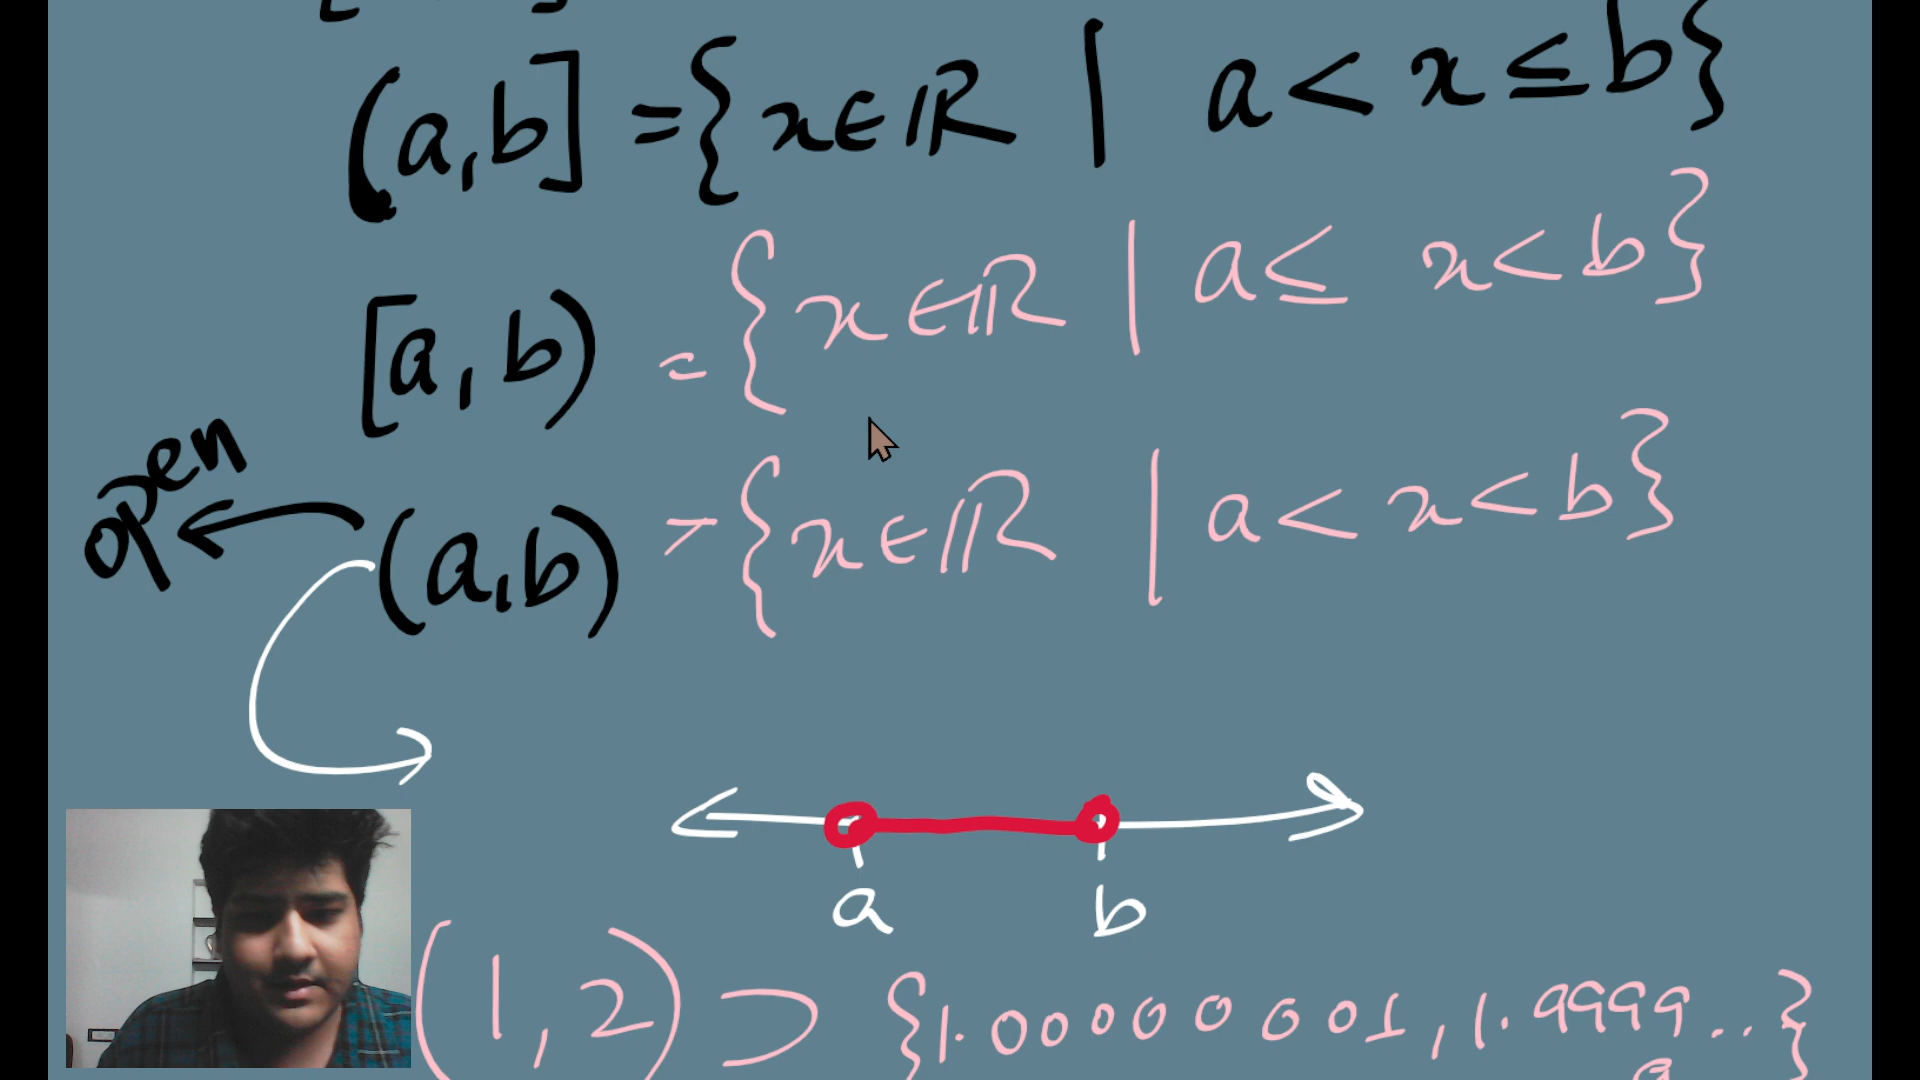 (a,b] = {x∈ℝ | a < x ≤ b}
[a, b) = {x∈ℝ | a ≤ x < b}
open
(a,b) = {x∈ℝ | a < x < b}
a b
(1, 2) ⊃ {1.00000001, 1.9999..}